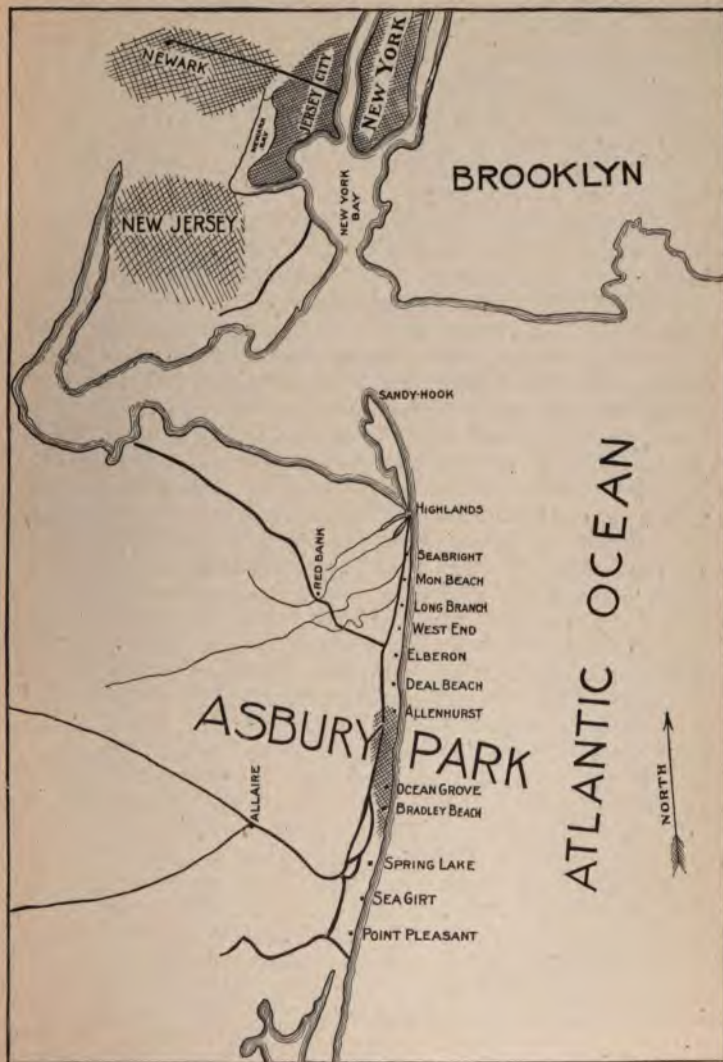 NEWARK
NEW YORK
JERSEY CITY
NEWARK BAY
BROOKLYN
NEW JERSEY
NEW YORK BAY
SANDY-HOOK
HIGHLANDS
RED BANK
SEABRIGHT
MON BEACH
LONG BRANCH
WEST END
ELBERON
DEAL BEACH
ALLENHURST
ASBURY PARK
OCEAN GROVE
BRADLEY BEACH
ALLAIRE
SPRING LAKE
SEA GIRT
POINT PLEASANT
ATLANTIC OCEAN
NORTH